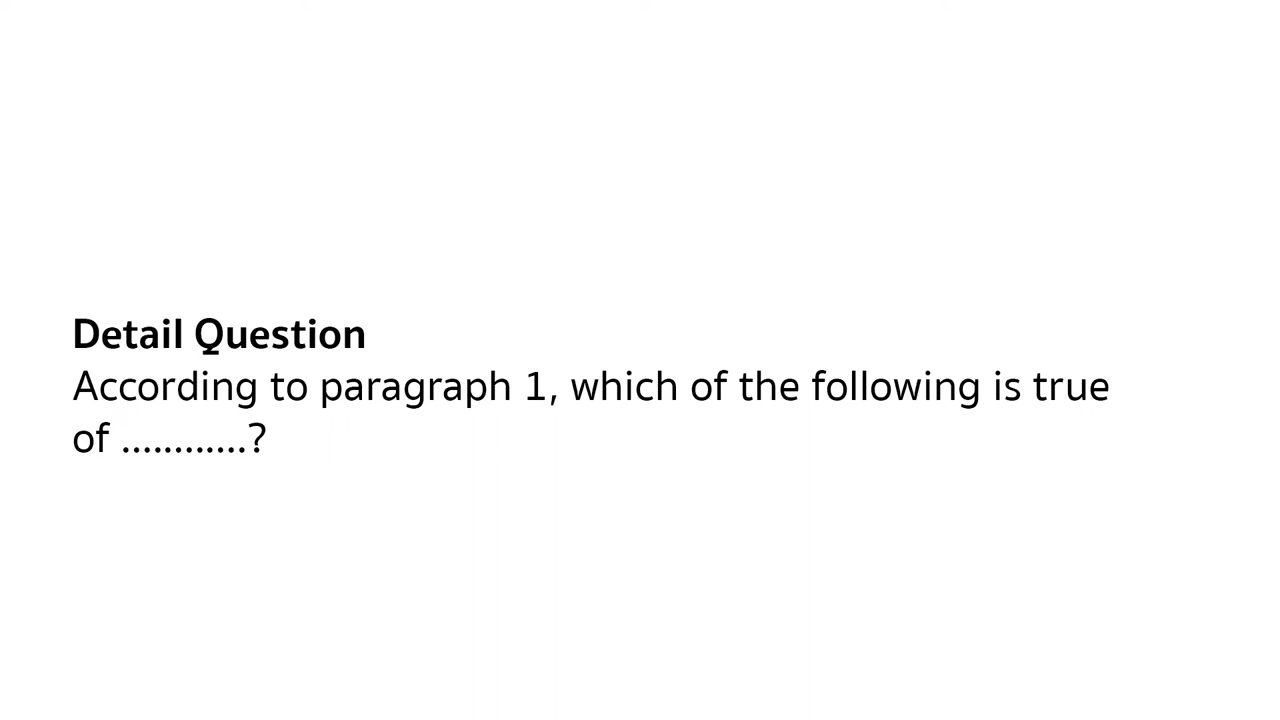 Detail Question
According to paragraph 1, which of the following is true
of ............?